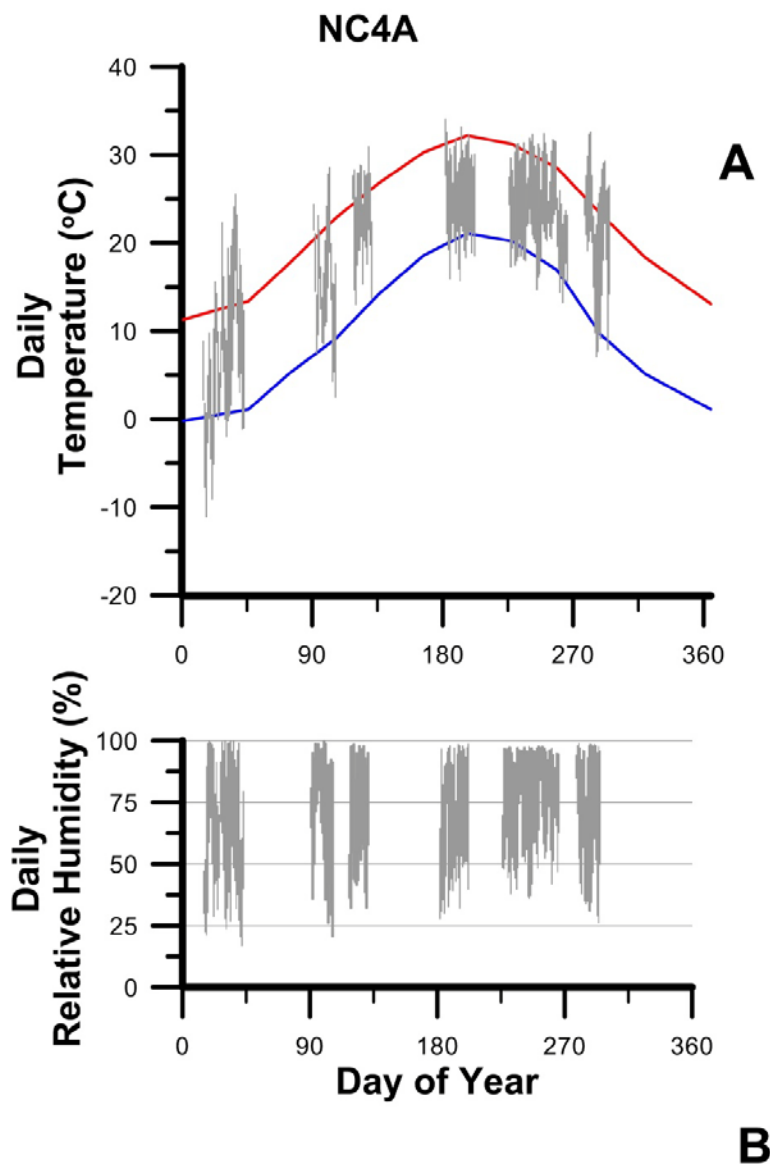 NC4A
A
Daily
Temperature (°C)
40
30
20
10
0
-10
-20
0 90 180 270 360
Daily
Relative Humidity (%)
100
75
50
25
0
0 90 180 270 360
Day of Year
B